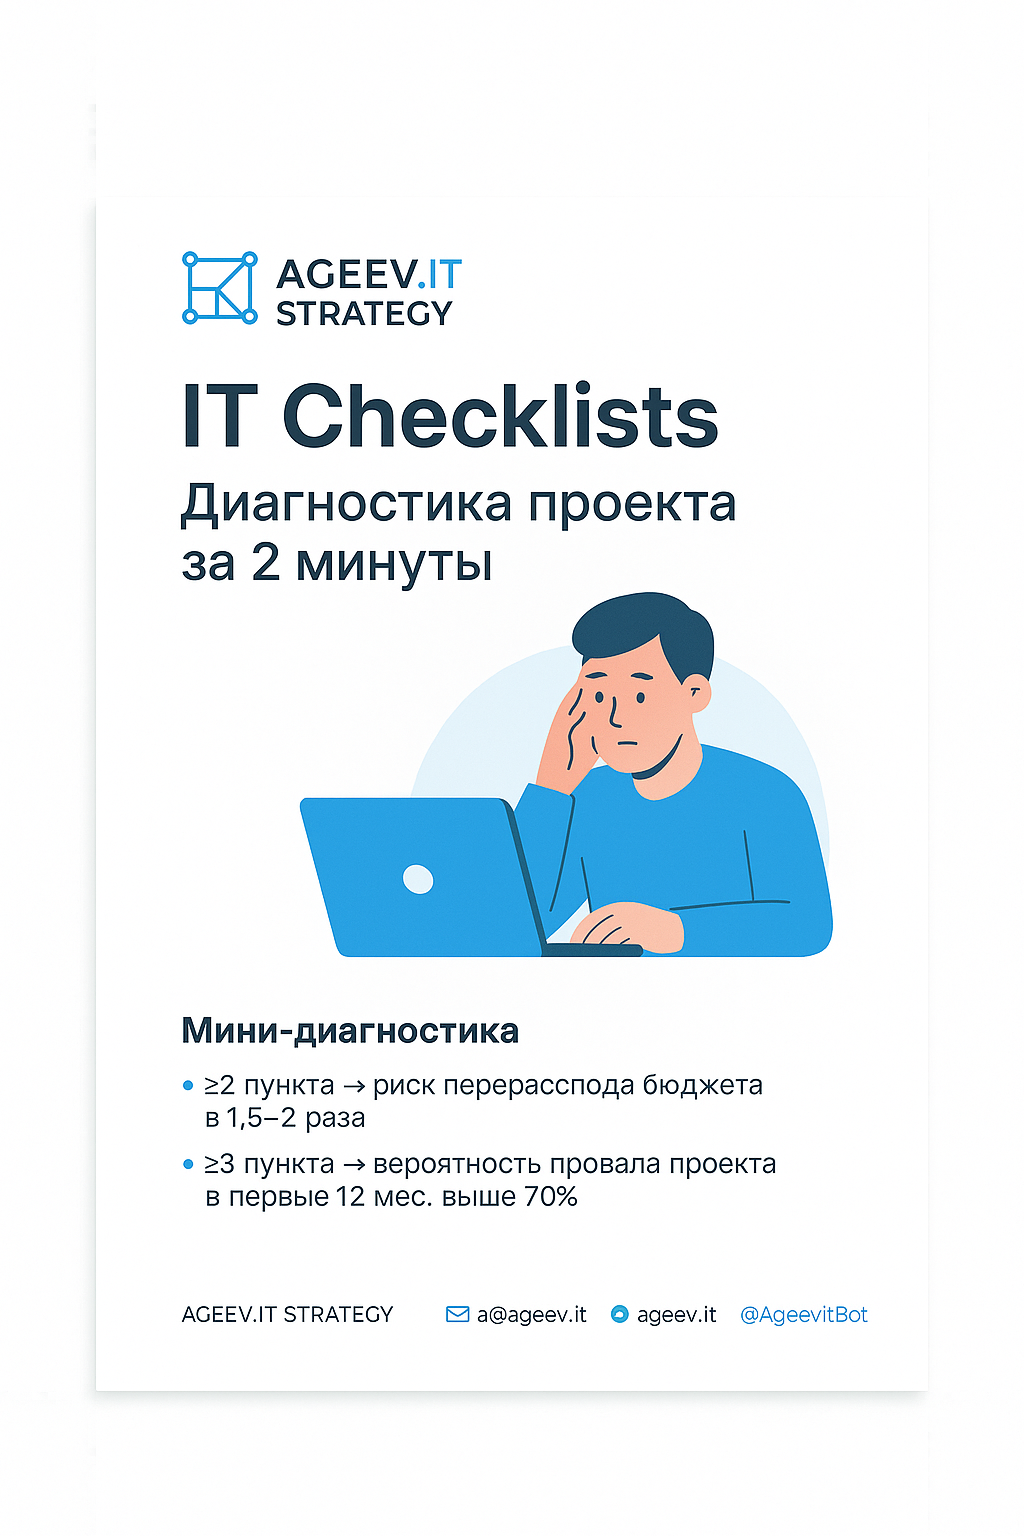 AGEEV.IT
STRATEGY
IT Checklists
Диагностика проекта
за 2 минуты
Мини-диагностика
• ≥2 пункта → риск перерасспода бюджета
в 1,5–2 раза
• ≥3 пункта → вероятность провала проекта
в первые 12 мес. выше 70%
AGEEV.IT STRATEGY a@ageev.it ageev.it @AgeevitBot